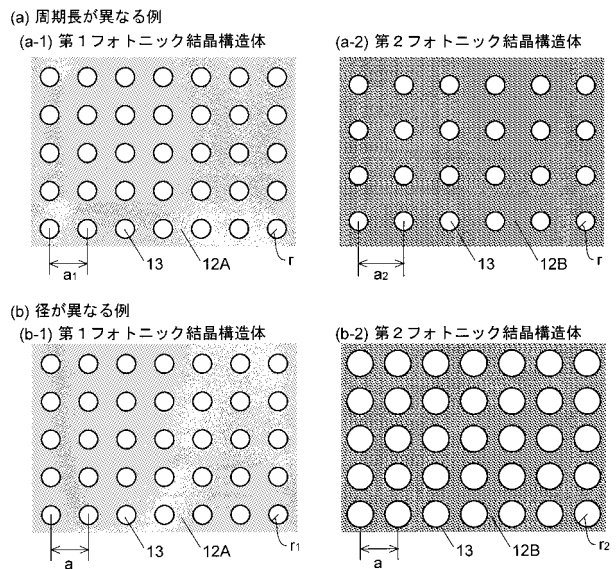 (a) 周期長が異なる例
(a-1) 第1フォトニック結晶構造体
(a-2) 第2フォトニック結晶構造体
a1
13
12A
r
a2
13
12B
r
(b) 径が異なる例
(b-1) 第1フォトニック結晶構造体
(b-2) 第2フォトニック結晶構造体
a
13
12A
r1
a
13
12B
r2